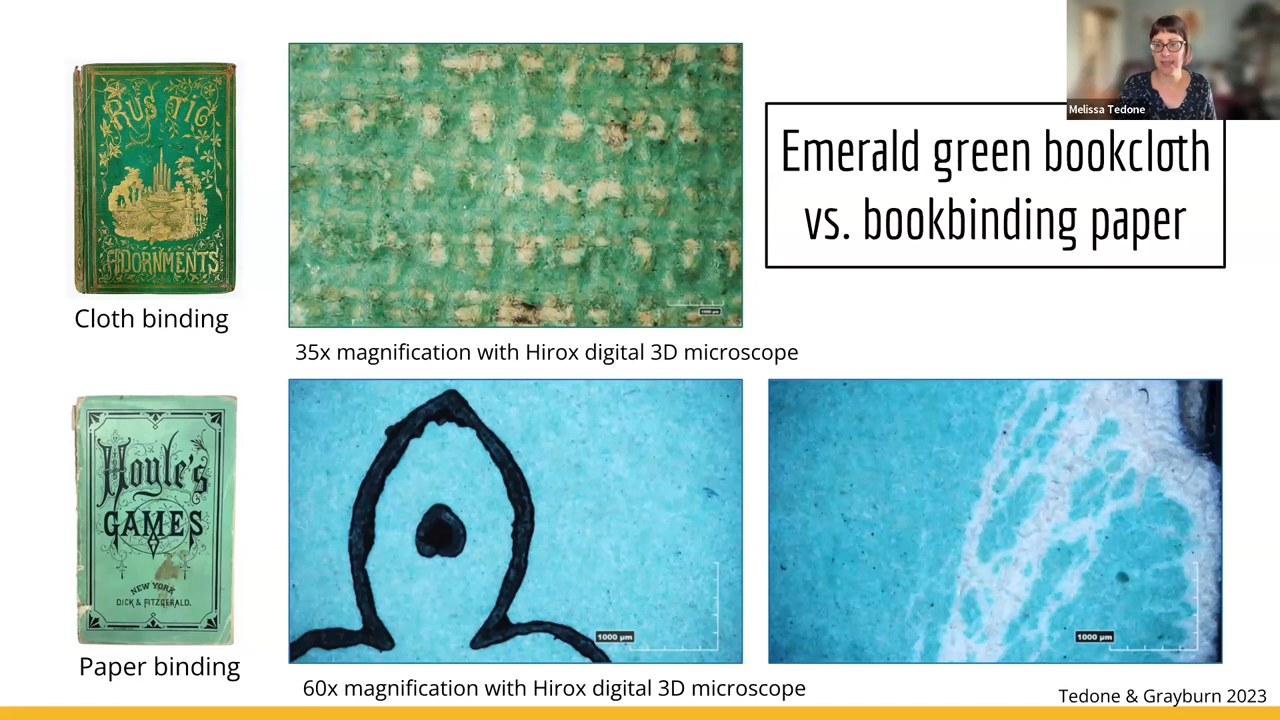 Melissa Tedone
Emerald green bookcloth
vs. bookbinding paper
RUSTIC
ADORNMENTS
Cloth binding
35x magnification with Hirox digital 3D microscope
Hoyle's
GAMES
NEW YORK
DICK & FITZGERALD.
Paper binding
1000 µm
1000 µm
60x magnification with Hirox digital 3D microscope
Tedone & Grayburn 2023